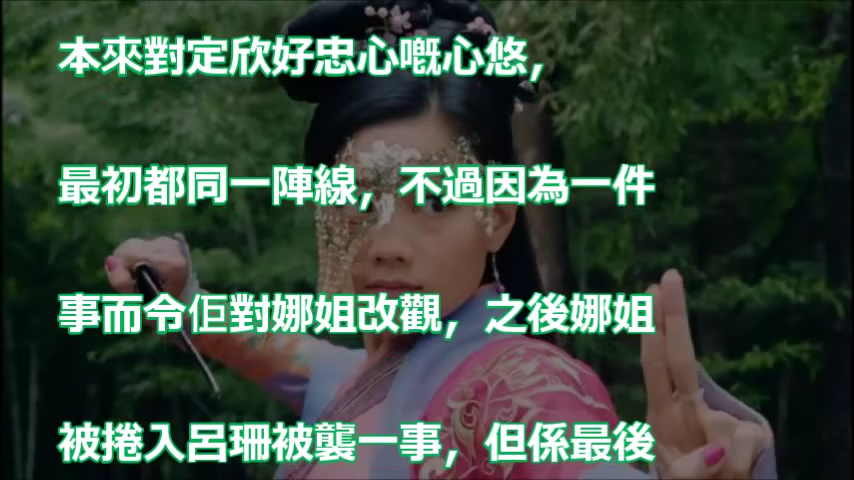 本來對定欣好忠心嘅心悠，
最初都同一陣線，不過因為一件
事而令佢對娜姐改觀，之後娜姐
被捲入呂珊被襲一事，但係最後